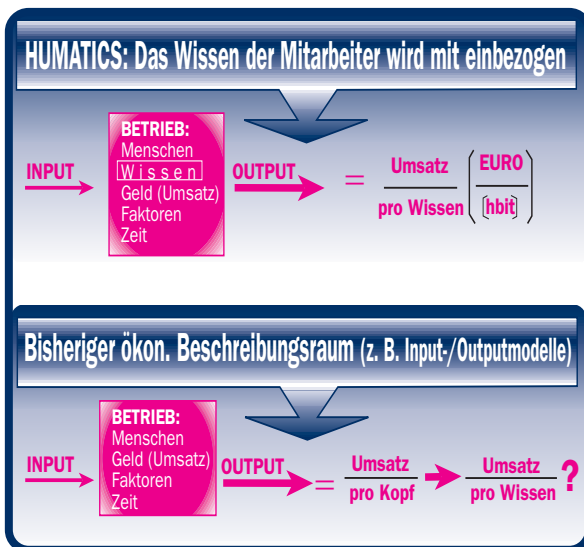 HUMATICS: Das Wissen der Mitarbeiter wird mit einbezogen
INPUT
BETRIEB:
Menschen
Wissen
Geld (Umsatz)
Faktoren
Zeit
OUTPUT
= Umsatz / pro Wissen (EURO / [hbit])
Bisheriger ökon. Beschreibungsraum (z. B. Input-/Outputmodelle)
INPUT
BETRIEB:
Menschen
Geld (Umsatz)
Faktoren
Zeit
OUTPUT
= Umsatz / pro Kopf → Umsatz / pro Wissen ?